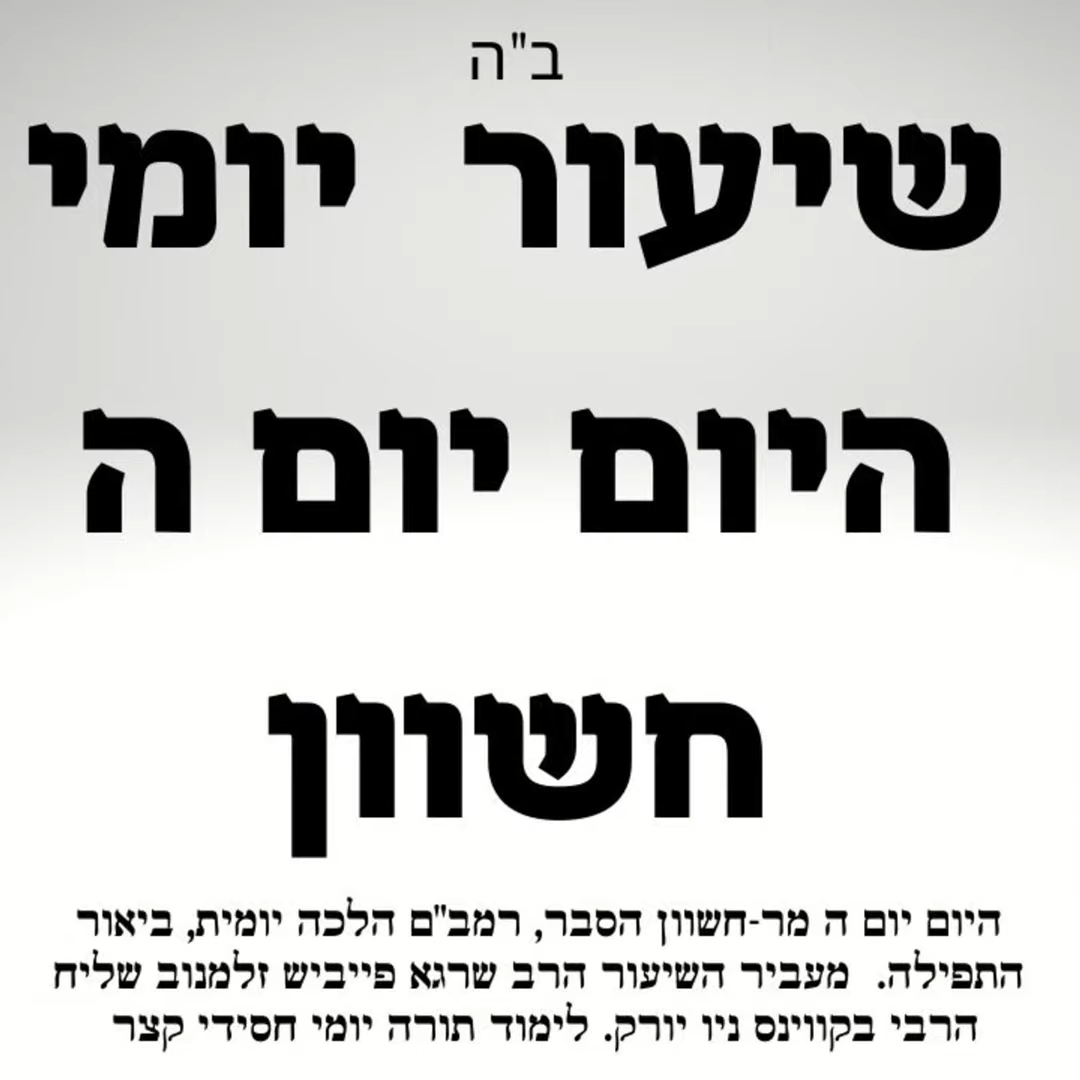 ב"ה
שיעור יומי
היום יום ה
חשוון
היום יום ה מר-חשוון הסבר, רמב"ם הלכה יומית, ביאור
התפילה. מעביר השיעור הרב שרגא פייביש זלמנוב שליח
הרבי בקווינס ניו יורק. לימוד תורה יומי חסידי קצר